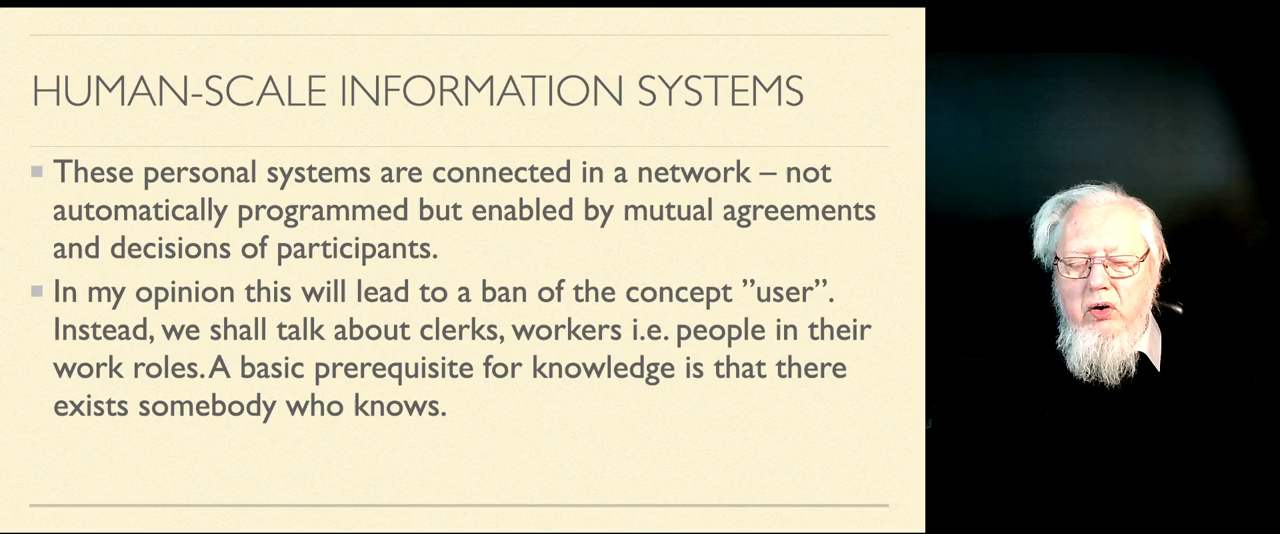 HUMAN-SCALE INFORMATION SYSTEMS
These personal systems are connected in a network – not
automatically programmed but enabled by mutual agreements
and decisions of participants.
In my opinion this will lead to a ban of the concept ”user”.
Instead, we shall talk about clerks, workers i.e. people in their
work roles. A basic prerequisite for knowledge is that there
exists somebody who knows.